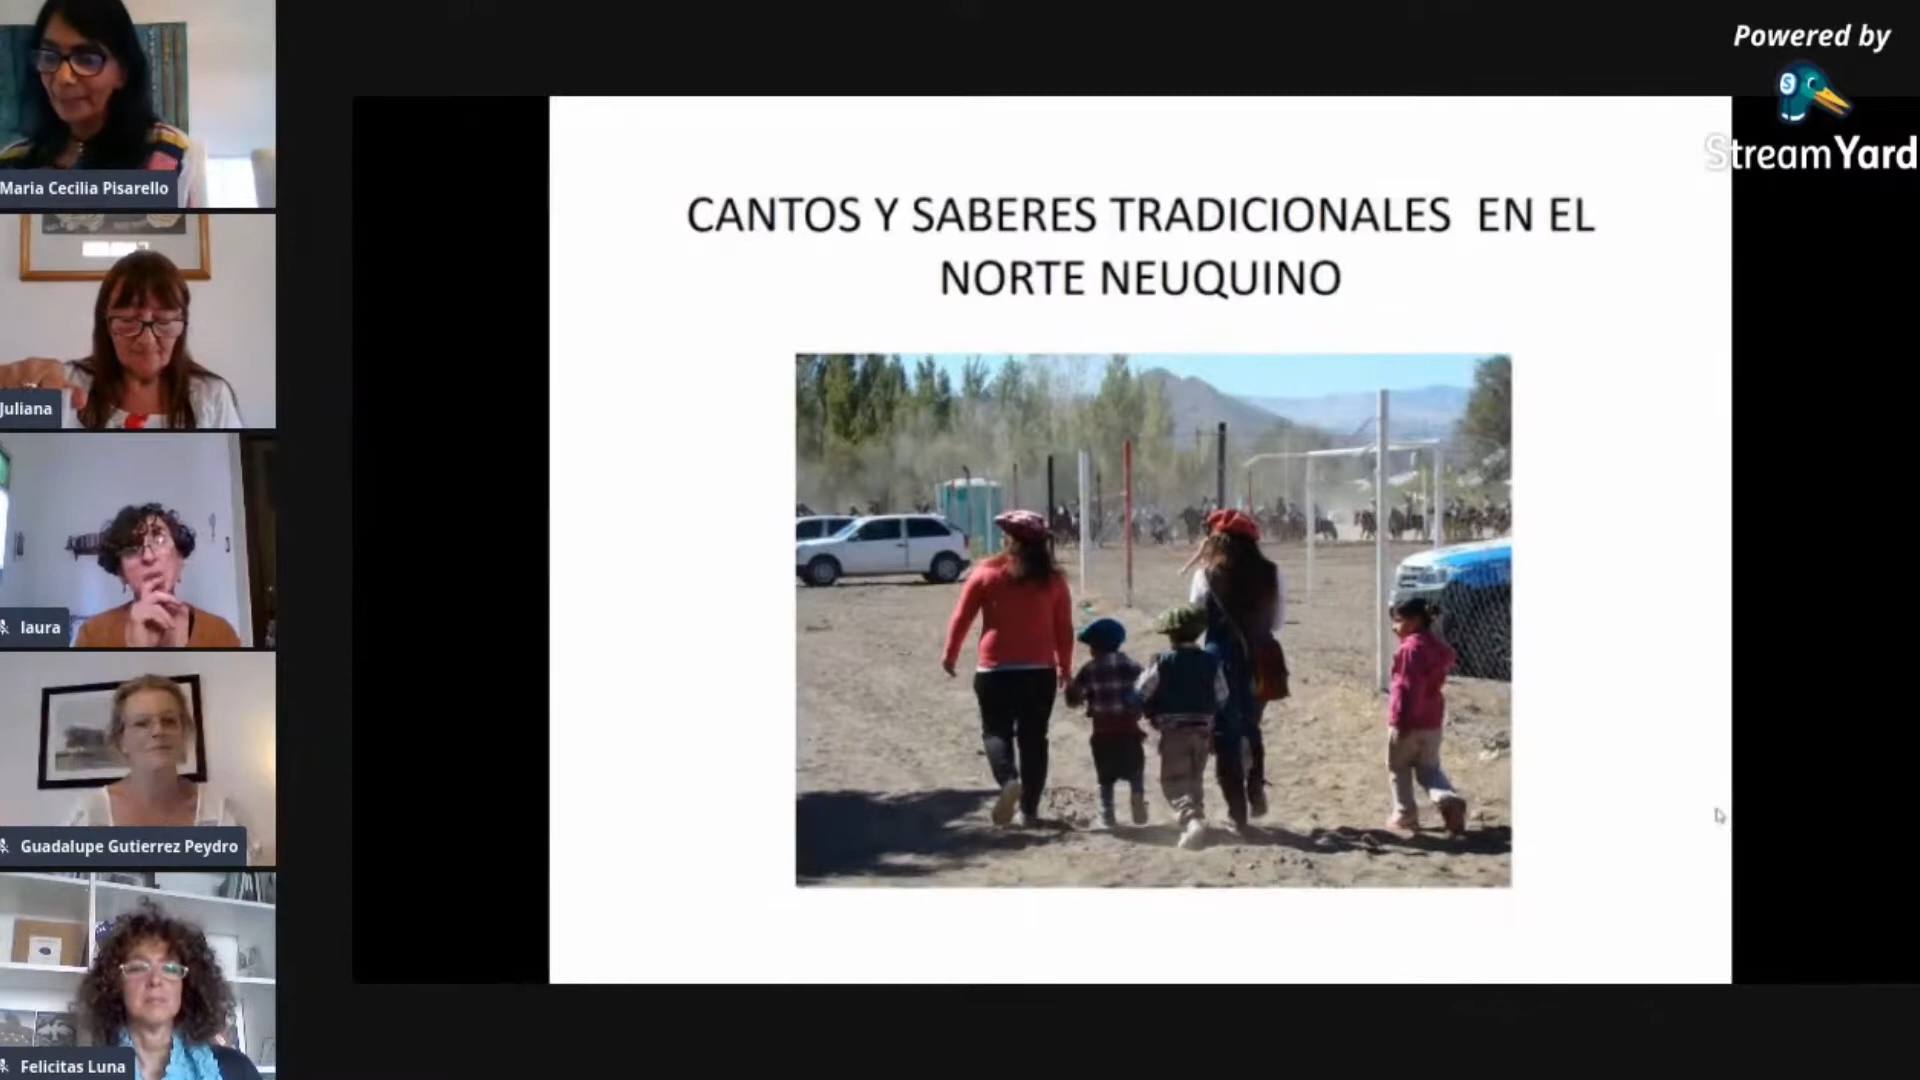 Powered by
StreamYard
Maria Cecilia Pisarello
Juliana
laura
Guadalupe Gutierrez Peydro
Felicitas Luna
CANTOS Y SABERES TRADICIONALES EN EL
NORTE NEUQUINO